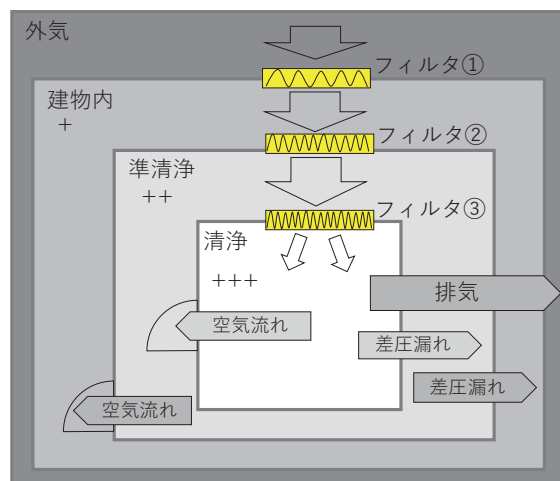 外気
フィルタ①
建物内
+
フィルタ②
準清浄
++
フィルタ③
清浄
+++
排気
空気流れ
差圧漏れ
差圧漏れ
空気流れ